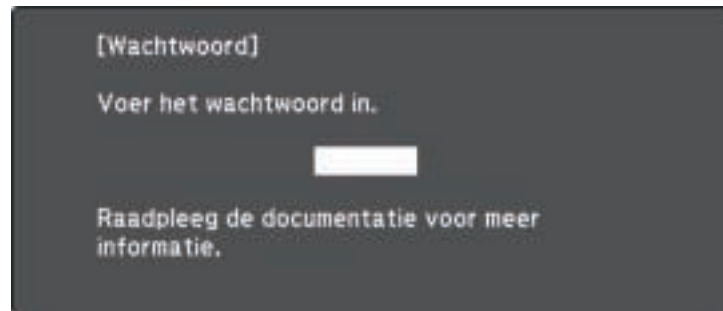 [Wachtwoord]
Voer het wachtwoord in.
Raadpleeg de documentatie voor meer
informatie.